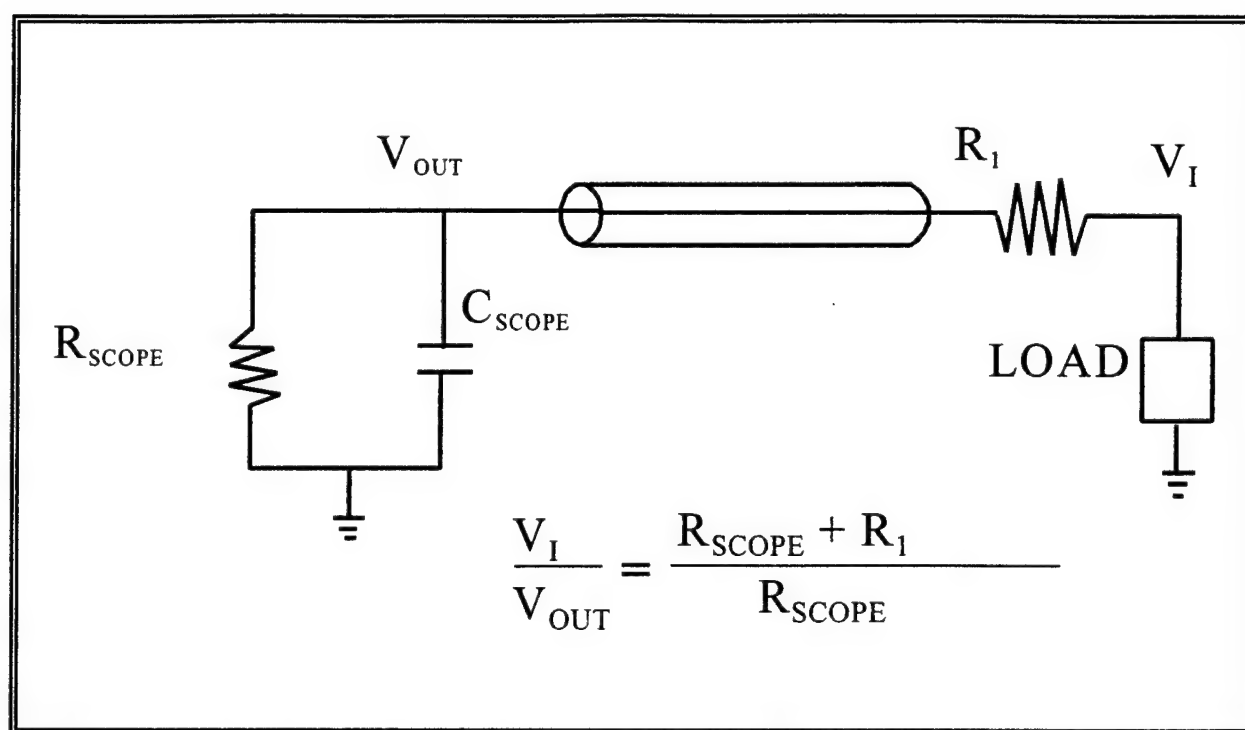 V_OUT
R_1
V_I
C_SCOPE
R_SCOPE
LOAD
V_I / V_OUT = R_SCOPE + R_1 / R_SCOPE